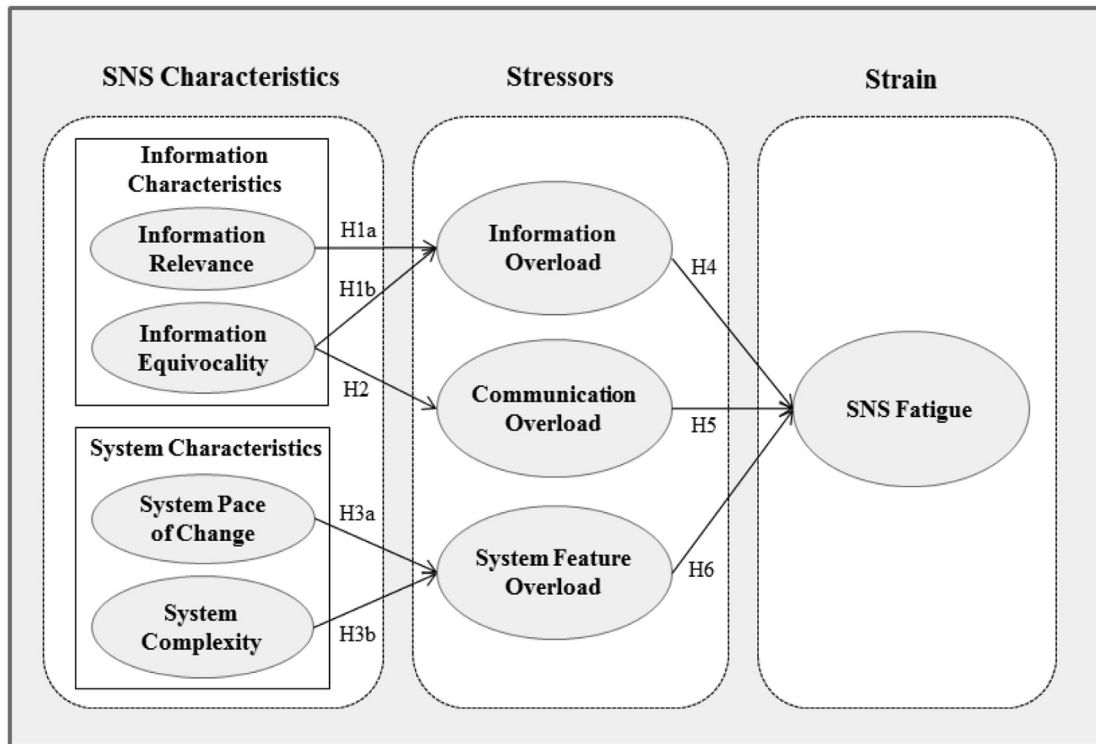 SNS Characteristics
Stressors
Strain
Information
Characteristics
Information
Relevance
Information
Equivocality
System Characteristics
System Pace
of Change
System
Complexity
H1a
H1b
H2
H3a
H3b
Information
Overload
Communication
Overload
System Feature
Overload
H4
H5
H6
SNS Fatigue